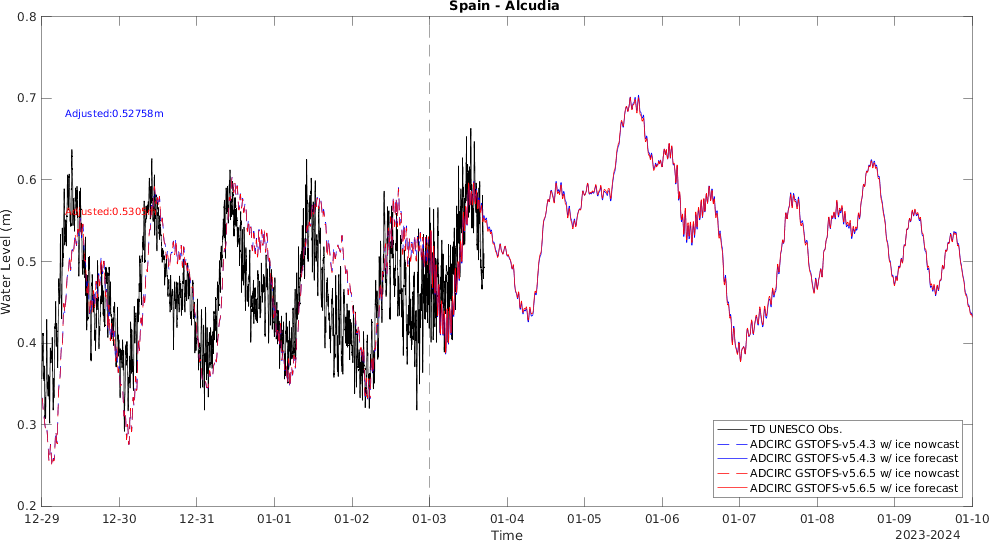 Spain - Alcudia
0.8
0.7
0.6
0.5
0.4
0.3
0.2
Water Level (m)
Adjusted:0.52758m
TD UNESCO Obs.
ADCIRC GSTOFS-v5.4.3 w/ ice nowcast
ADCIRC GSTOFS-v5.4.3 w/ ice forecast
ADCIRC GSTOFS-v5.6.5 w/ ice nowcast
ADCIRC GSTOFS-v5.6.5 w/ ice forecast
12-29 12-30 12-31 01-01 01-02 01-03 01-04 01-05 01-06 01-07 01-08 01-09 01-10
Time
2023-2024